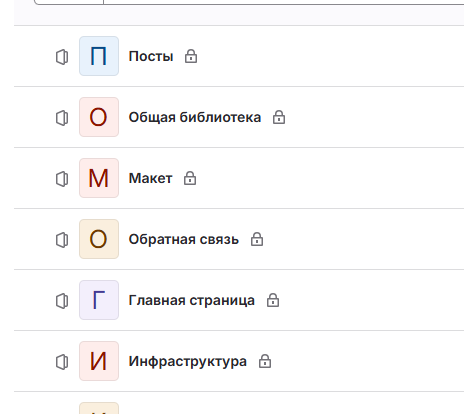 П Посты
О Общая библиотека
М Макет
О Обратная связь
Г Главная страница
И Инфраструктура